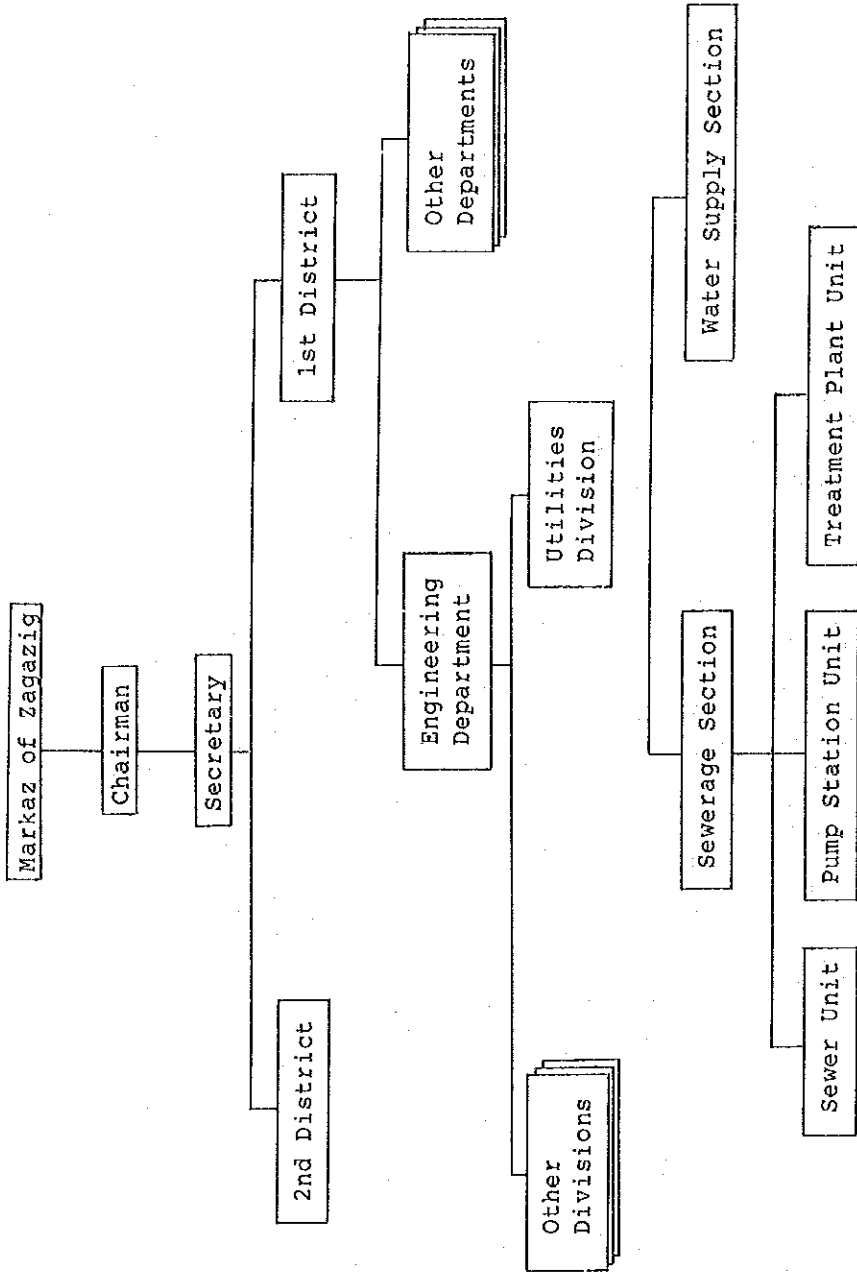 Markaz of Zagazig
Chairman
Secretary
2nd District
1st District
Engineering
Department
Other
Departments
Other
Divisions
Utilities
Division
Sewerage Section
Water Supply Section
Sewer Unit
Pump Station Unit
Treatment Plant Unit